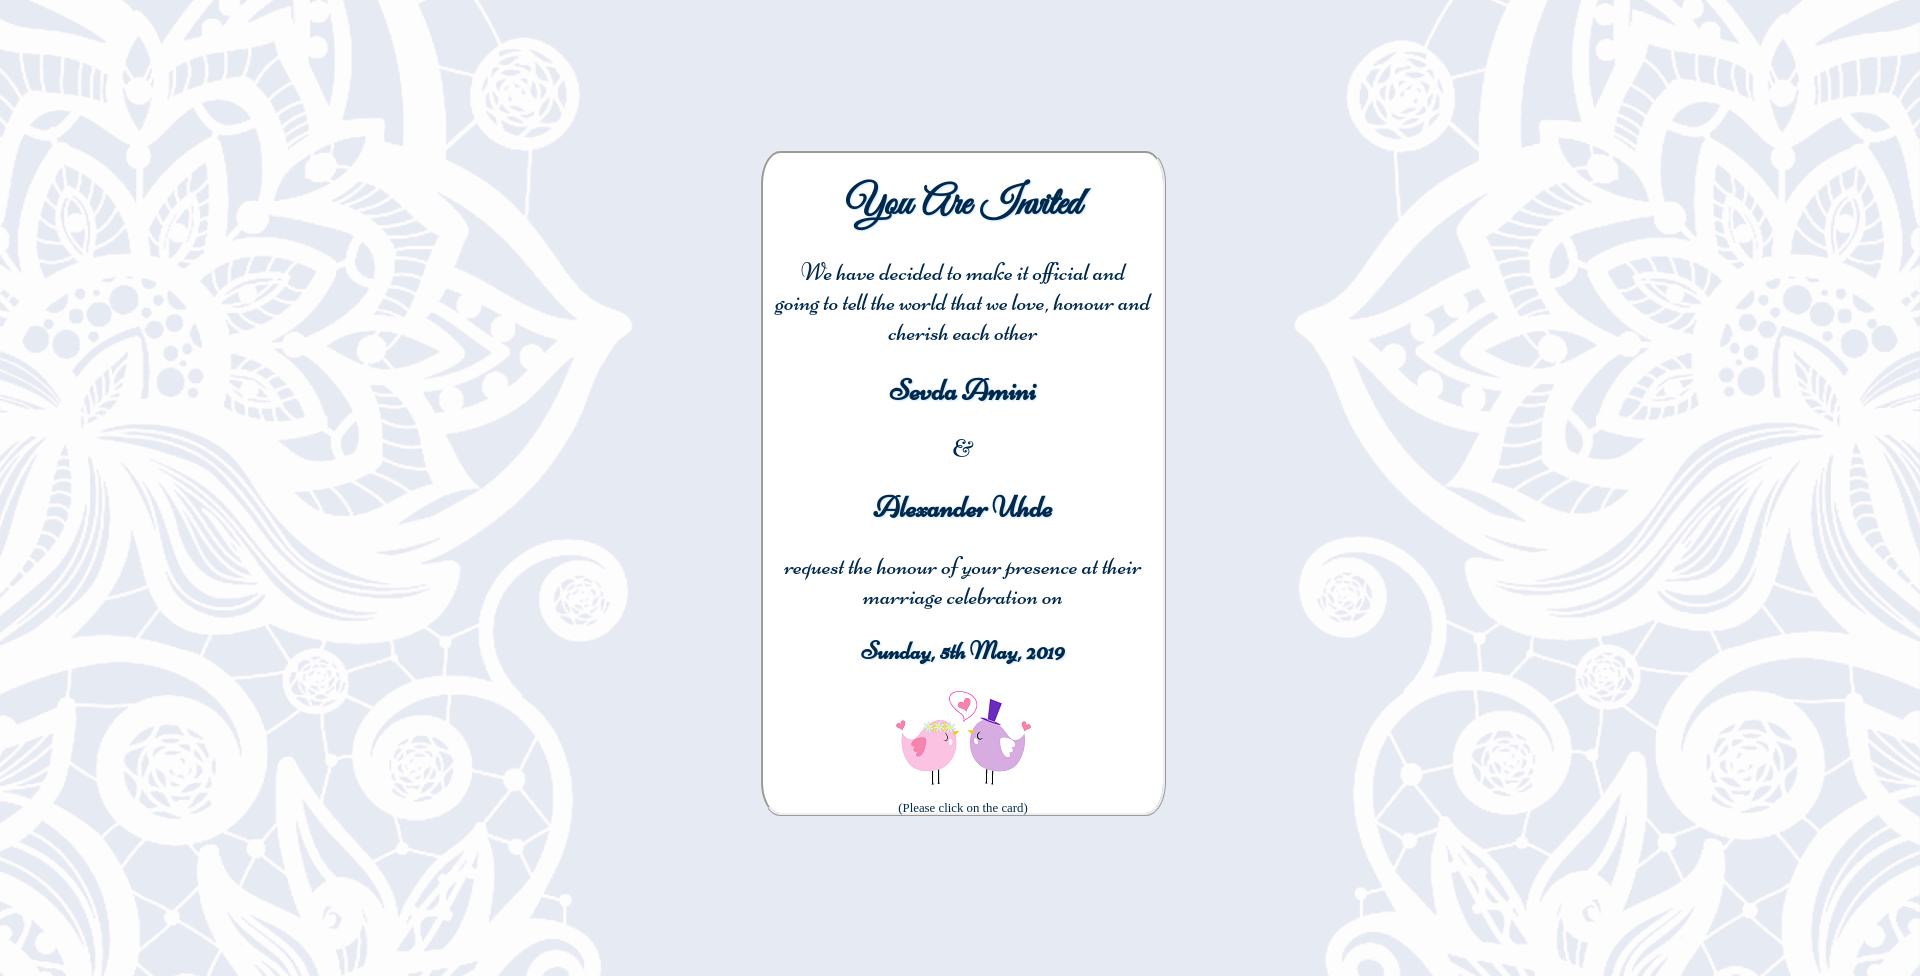 You Are Invited
We have decided to make it official and
going to tell the world that we love, honour and
cherish each other
Sevda Amini
&
Alexander Uhde
request the honour of your presence at their
marriage celebration on
Sunday, 5th May, 2019
(Please click on the card)